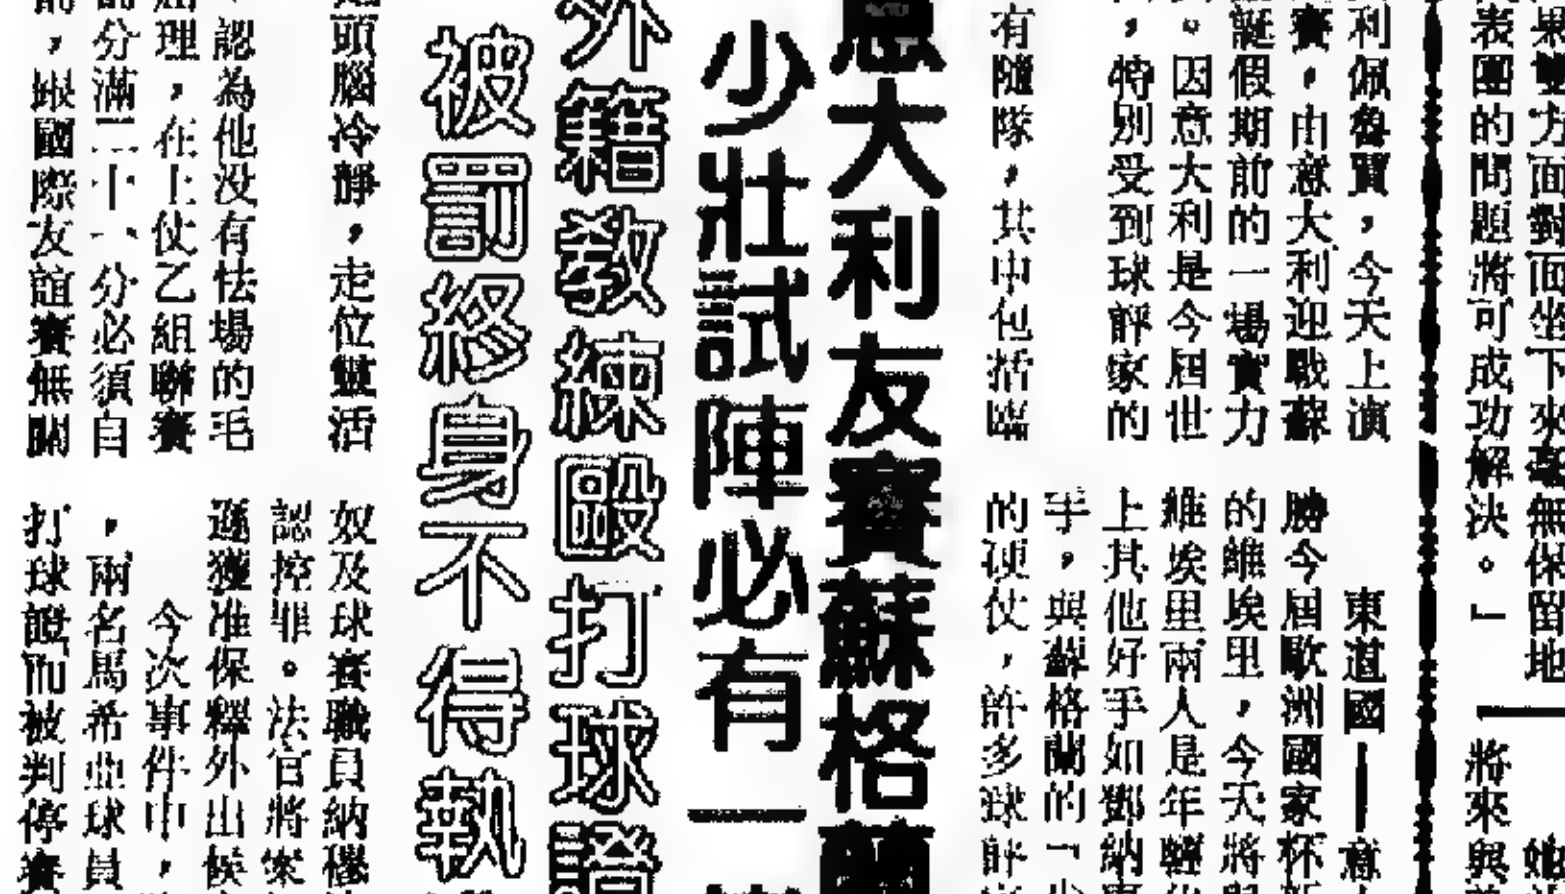 果雙方面對面坐下來毫無保留地
表團的問題將可成功解決。」
將來與
利佩魯賈，今天上演
賽，由意大利迎戰蘇
誕假期前的一場實力
。因意大利是今屆世
，特別受到球評家的
有隨隊，其中包括臨
東道國——意
勝今屆歐洲國家杯
的維埃里，今天將與
維埃里兩人是年輕
上其他好手如鄧納
手，與蘇格蘭的「少
的硬仗，許多球評
意大利友賽蘇格蘭
少壯試陣必有一
外籍教練毆打球證
被罰終身不得執
頭腦冷靜，走位靈活
認為他没有怯場的毛
理，在上仗乙組聯賽
分滿二十一分必須自
，跟國際友誼賽無關
奴及球賽職員納
認控罪。法官將案
遜獲准保釋外出候
今次事件中，
，兩名馬希亞球員
打球證而被判停賽